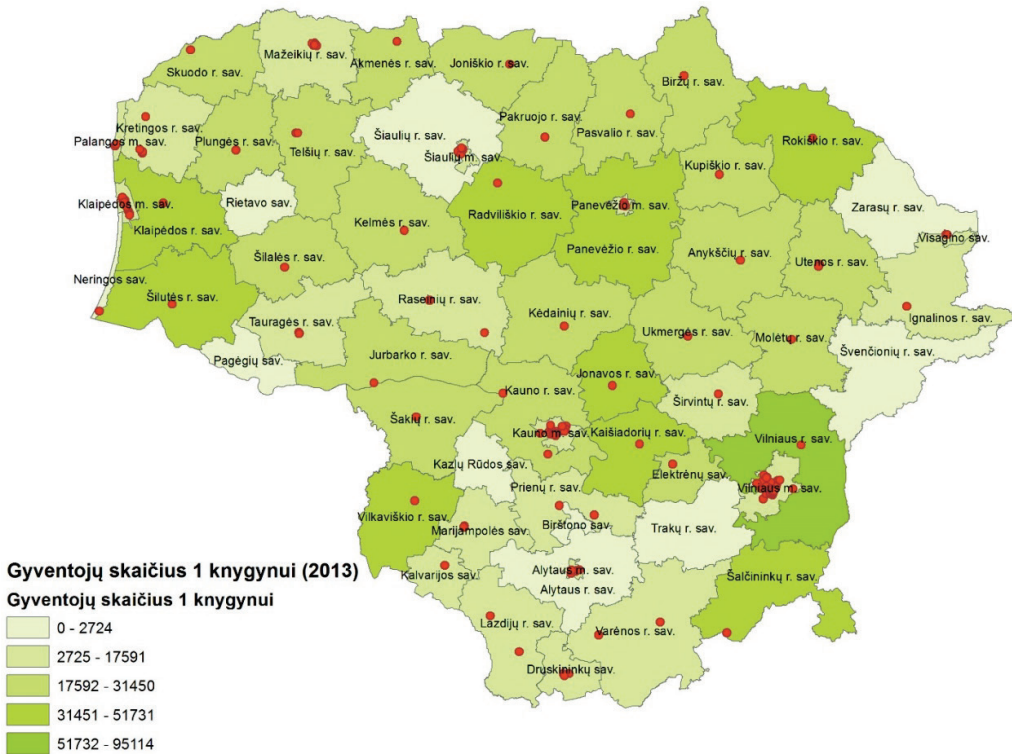 Skuodo r. sav.
Mažeikių r. sav.
Akmenės r. sav.
Joniškio r. sav.
Biržų r. sav.
Kretingos r. sav.
Palangos m. sav.
Plungės r. sav.
Telšių r. sav.
Šiaulių r. sav.
Šiaulių m. sav.
Pakruojo r. sav.
Pasvalio r. sav.
Rokiškio r. sav.
Kupiškio r. sav.
Klaipėdos m. sav.
Rietavo sav.
Radviliškio r. sav.
Panevėžio m. sav.
Zarasų r. sav.
Klaipėdos r. sav.
Kelmės r. sav.
Panevėžio r. sav.
Visagino sav.
Šilalės r. sav.
Anykščių r. sav.
Utenos r. sav.
Neringos sav.
Šilutės r. sav.
Raseinių r. sav.
Kėdainių r. sav.
Ignalinos r. sav.
Tauragės r. sav.
Ukmergės r. sav.
Molėtų r. sav.
Pagėgių sav.
Jurbarko r. sav.
Švenčionių r. sav.
Jonavos r. sav.
Kauno r. sav.
Širvintų r. sav.
Šakių r. sav.
Kauno m. sav.
Kaišiadorių r. sav.
Vilniaus r. sav.
Kazlų Rūdos sav.
Elektrėnų sav.
Prienų r. sav.
Vilniaus m. sav.
Vilkaviškio r. sav.
Marijampolės sav.
Birštono sav.
Trakų r. sav.
Kalvarijos sav.
Alytaus m. sav.
Alytaus r. sav.
Šalčininkų r. sav.
Lazdijų r. sav.
Varėnos r. sav.
Druskininkų sav.
Gyventojų skaičius 1 knygynui (2013)
Gyventojų skaičius 1 knygynui
0 - 2724
2725 - 17591
17592 - 31450
31451 - 51731
51732 - 95114